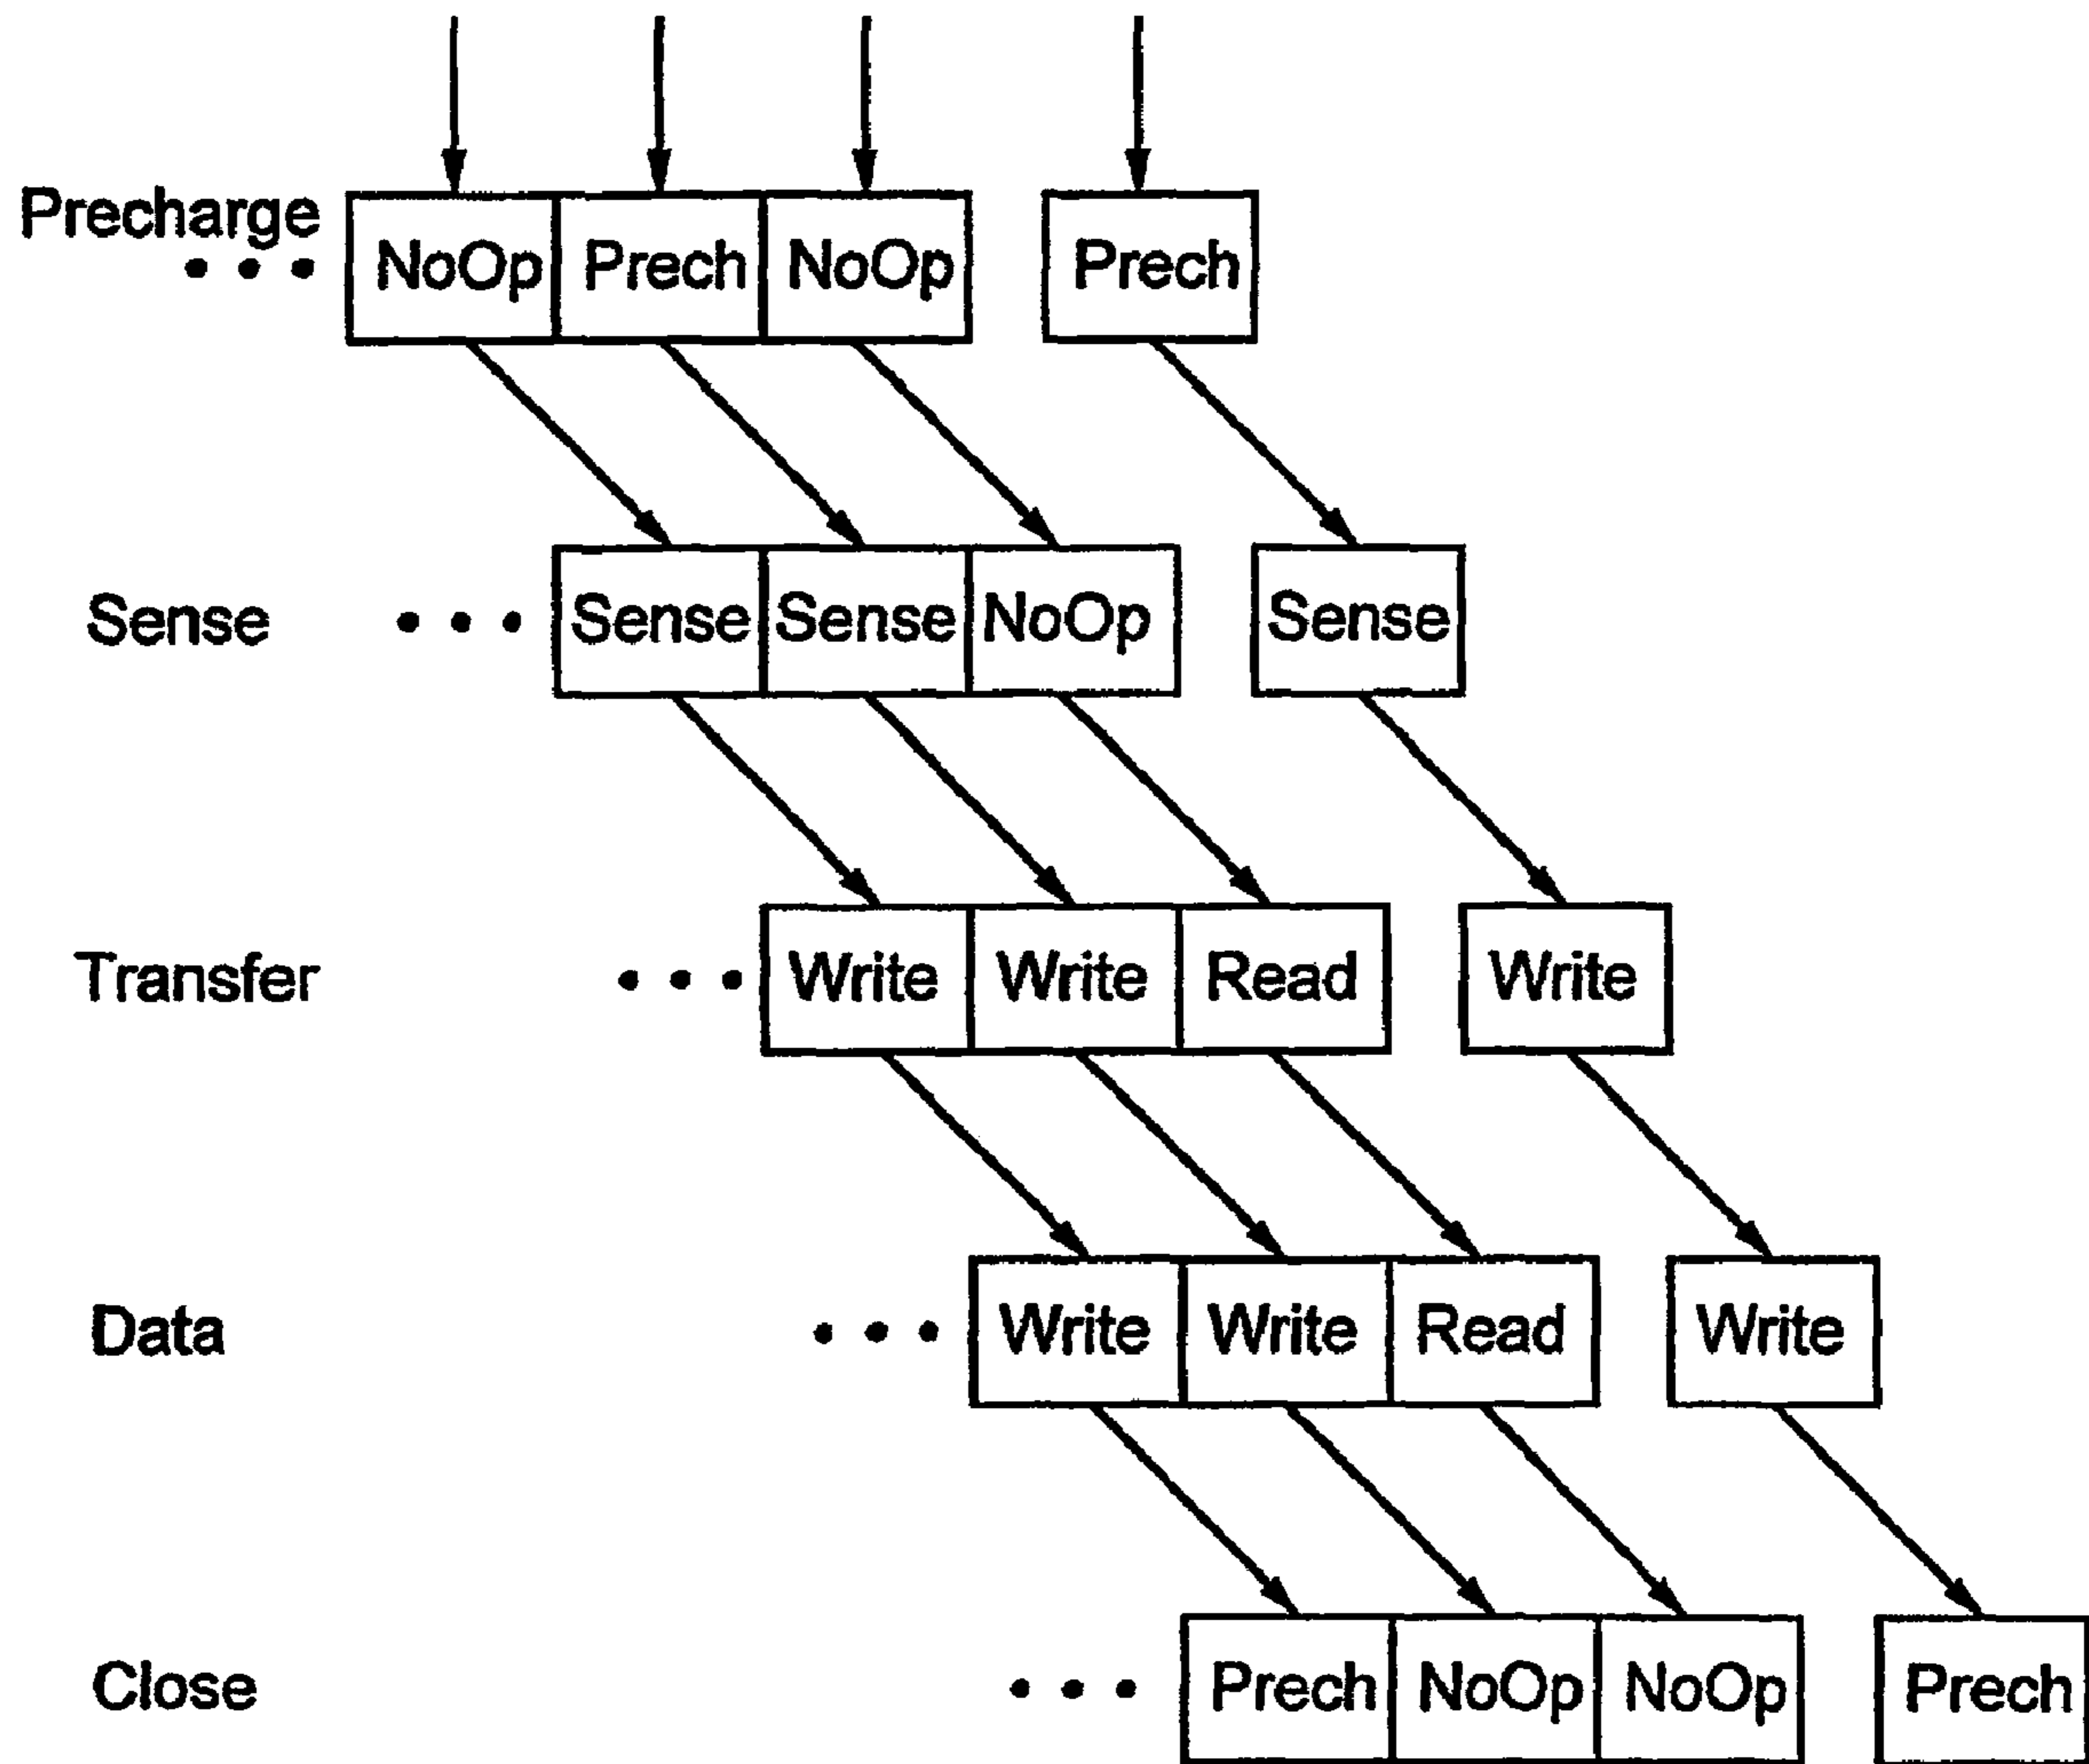 Precharge
• • • NoOp Prech NoOp Prech
Sense • • • Sense Sense NoOp Sense
Transfer • • • Write Write Read Write
Data • • • Write Write Read Write
Close • • • Prech NoOp NoOp Prech